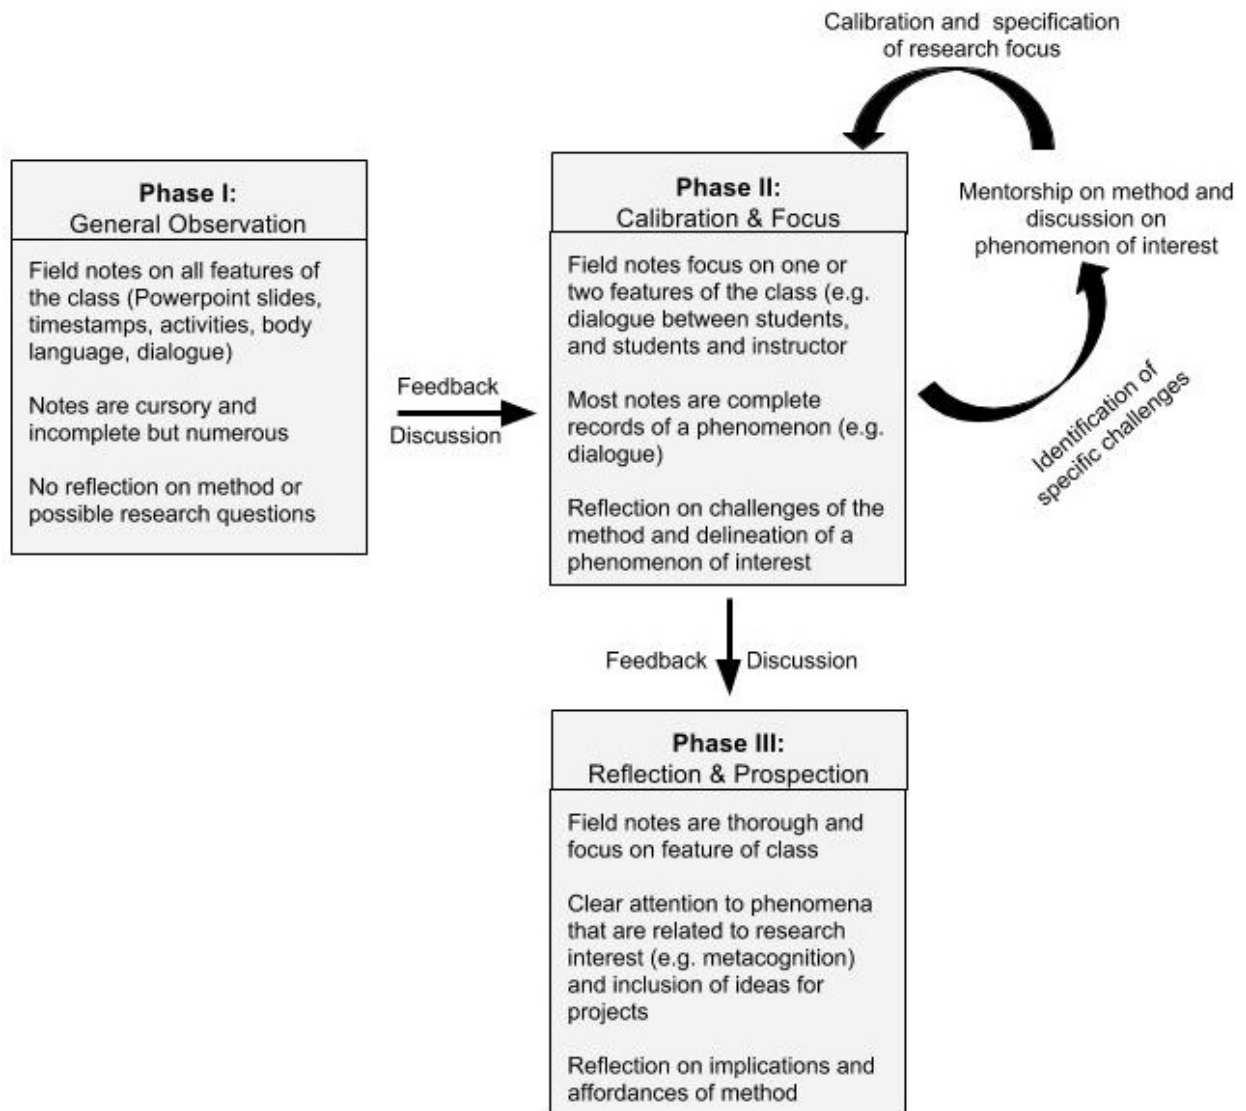 Calibration and specification
of research focus
Phase I:
General Observation
Field notes on all features of
the class (Powerpoint slides,
timestamps, activities, body
language, dialogue)
Notes are cursory and
incomplete but numerous
No reflection on method or
possible research questions
Feedback
Discussion
Phase II:
Calibration & Focus
Field notes focus on one or
two features of the class (e.g.
dialogue between students,
and students and instructor
Most notes are complete
records of a phenomenon (e.g.
dialogue)
Reflection on challenges of the
method and delineation of a
phenomenon of interest
Mentorship on method and
discussion on
phenomenon of interest
Identification of
specific challenges
Feedback
Discussion
Phase III:
Reflection & Prospection
Field notes are thorough and
focus on feature of class
Clear attention to phenomena
that are related to research
interest (e.g. metacognition)
and inclusion of ideas for
projects
Reflection on implications and
affordances of method